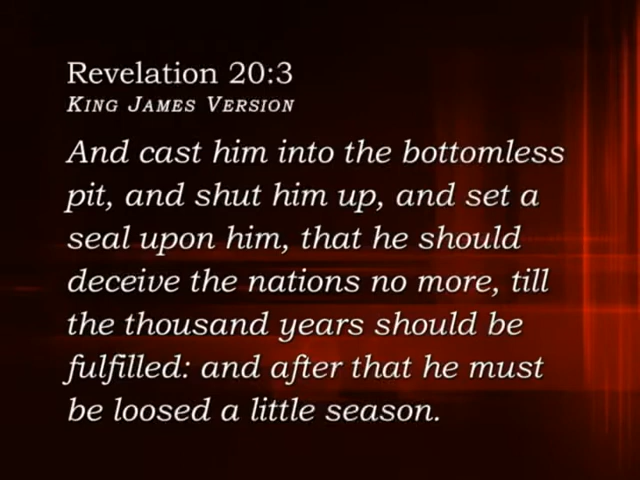 Revelation 20:3
King James Version
And cast him into the bottomless
pit, and shut him up, and set a
seal upon him, that he should
deceive the nations no more, till
the thousand years should be
fulfilled: and after that he must
be loosed a little season.